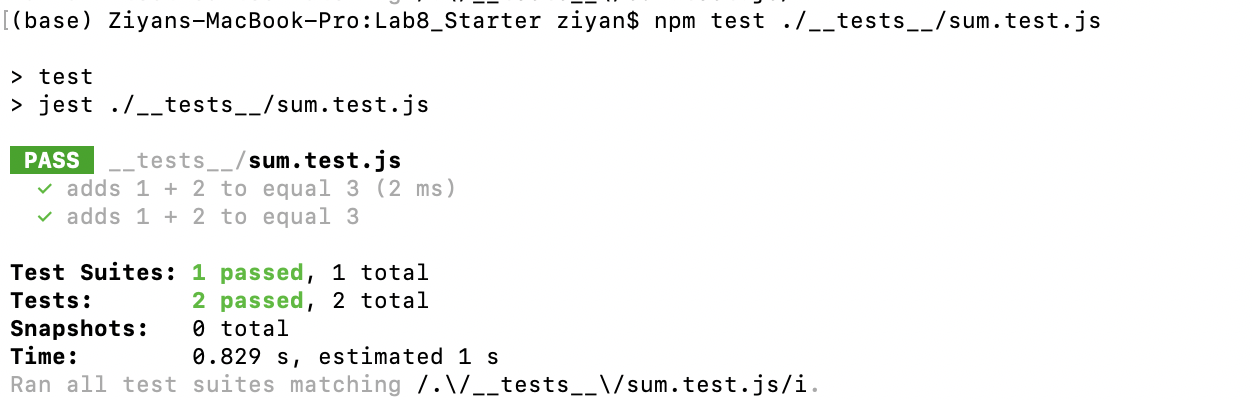 [(base) Ziyans-MacBook-Pro:Lab8_Starter ziyan$ npm test ./__tests__/sum.test.js
> test
> jest ./__tests__/sum.test.js
PASS __tests__/sum.test.js
✓ adds 1 + 2 to equal 3 (2 ms)
✓ adds 1 + 2 to equal 3
Test Suites: 1 passed, 1 total
Tests: 2 passed, 2 total
Snapshots: 0 total
Time: 0.829 s, estimated 1 s
Ran all test suites matching /.\/__tests__\/sum.test.js/i.